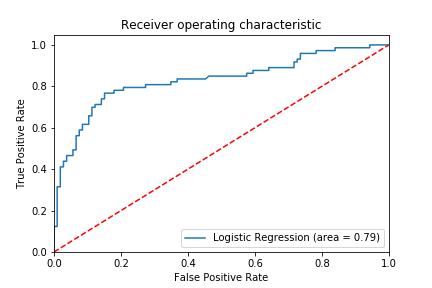 Receiver operating characteristic
True Positive Rate
1.0
0.8
0.6
0.4
0.2
0.0
Logistic Regression (area = 0.79)
0.0 0.2 0.4 0.6 0.8 1.0
False Positive Rate